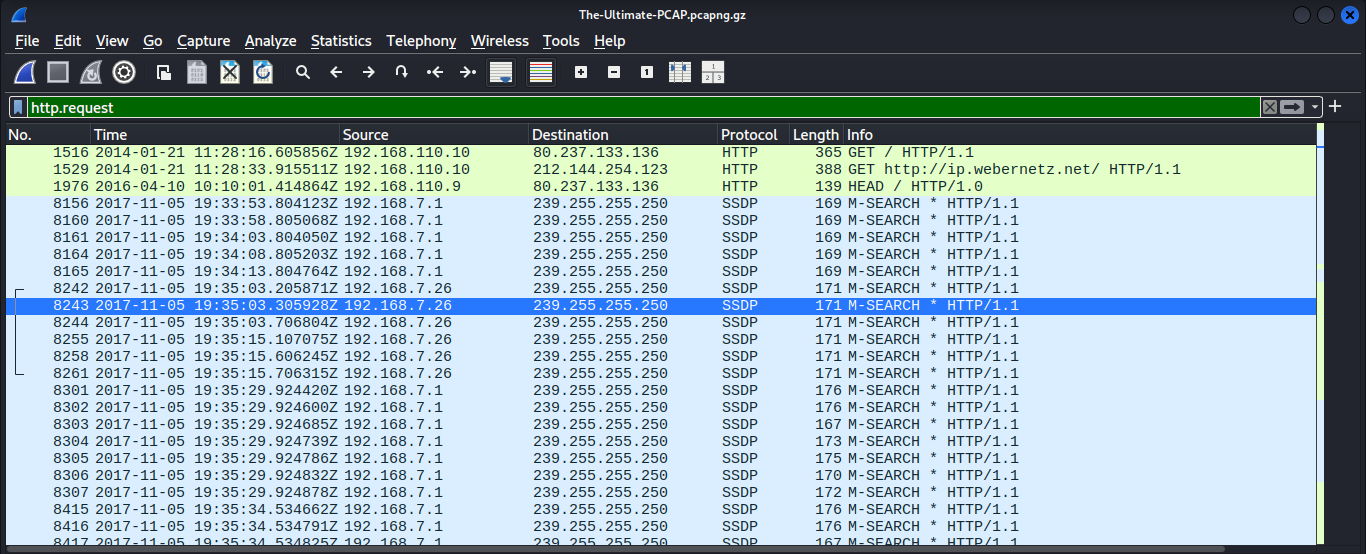 The-Ultimate-PCAP.pcapng.gz
File Edit View Go Capture Analyze Statistics Telephony Wireless Tools Help
http.request
No. Time Source Destination Protocol Length Info
1516 2014-01-21 11:28:16.605856Z 192.168.110.10 80.237.133.136 HTTP 365 GET / HTTP/1.1
1529 2014-01-21 11:28:33.915511Z 192.168.110.10 212.144.254.123 HTTP 388 GET http://ip.webernetz.net/ HTTP/1.1
1976 2016-04-10 10:10:01.414864Z 192.168.110.9 80.237.133.136 HTTP 139 HEAD / HTTP/1.0
8156 2017-11-05 19:33:53.804123Z 192.168.7.1 239.255.255.250 SSDP 169 M-SEARCH * HTTP/1.1
8160 2017-11-05 19:33:58.805068Z 192.168.7.1 239.255.255.250 SSDP 169 M-SEARCH * HTTP/1.1
8161 2017-11-05 19:34:03.804050Z 192.168.7.1 239.255.255.250 SSDP 169 M-SEARCH * HTTP/1.1
8164 2017-11-05 19:34:08.805203Z 192.168.7.1 239.255.255.250 SSDP 169 M-SEARCH * HTTP/1.1
8165 2017-11-05 19:34:13.804764Z 192.168.7.1 239.255.255.250 SSDP 169 M-SEARCH * HTTP/1.1
8242 2017-11-05 19:35:03.205871Z 192.168.7.26 239.255.255.250 SSDP 171 M-SEARCH * HTTP/1.1
8243 2017-11-05 19:35:03.305928Z 192.168.7.26 239.255.255.250 SSDP 171 M-SEARCH * HTTP/1.1
8244 2017-11-05 19:35:03.706804Z 192.168.7.26 239.255.255.250 SSDP 171 M-SEARCH * HTTP/1.1
8255 2017-11-05 19:35:15.107075Z 192.168.7.26 239.255.255.250 SSDP 171 M-SEARCH * HTTP/1.1
8258 2017-11-05 19:35:15.606245Z 192.168.7.26 239.255.255.250 SSDP 171 M-SEARCH * HTTP/1.1
8261 2017-11-05 19:35:15.706315Z 192.168.7.26 239.255.255.250 SSDP 171 M-SEARCH * HTTP/1.1
8301 2017-11-05 19:35:29.924420Z 192.168.7.1 239.255.255.250 SSDP 176 M-SEARCH * HTTP/1.1
8302 2017-11-05 19:35:29.924600Z 192.168.7.1 239.255.255.250 SSDP 176 M-SEARCH * HTTP/1.1
8303 2017-11-05 19:35:29.924685Z 192.168.7.1 239.255.255.250 SSDP 167 M-SEARCH * HTTP/1.1
8304 2017-11-05 19:35:29.924739Z 192.168.7.1 239.255.255.250 SSDP 173 M-SEARCH * HTTP/1.1
8305 2017-11-05 19:35:29.924786Z 192.168.7.1 239.255.255.250 SSDP 175 M-SEARCH * HTTP/1.1
8306 2017-11-05 19:35:29.924832Z 192.168.7.1 239.255.255.250 SSDP 170 M-SEARCH * HTTP/1.1
8307 2017-11-05 19:35:29.924878Z 192.168.7.1 239.255.255.250 SSDP 172 M-SEARCH * HTTP/1.1
8415 2017-11-05 19:35:34.534662Z 192.168.7.1 239.255.255.250 SSDP 176 M-SEARCH * HTTP/1.1
8416 2017-11-05 19:35:34.534791Z 192.168.7.1 239.255.255.250 SSDP 176 M-SEARCH * HTTP/1.1
8417 2017-11-05 19:35:34.534825Z 192.168.7.1 239.255.255.250 SSDP 167 M-SEARCH * HTTP/1.1